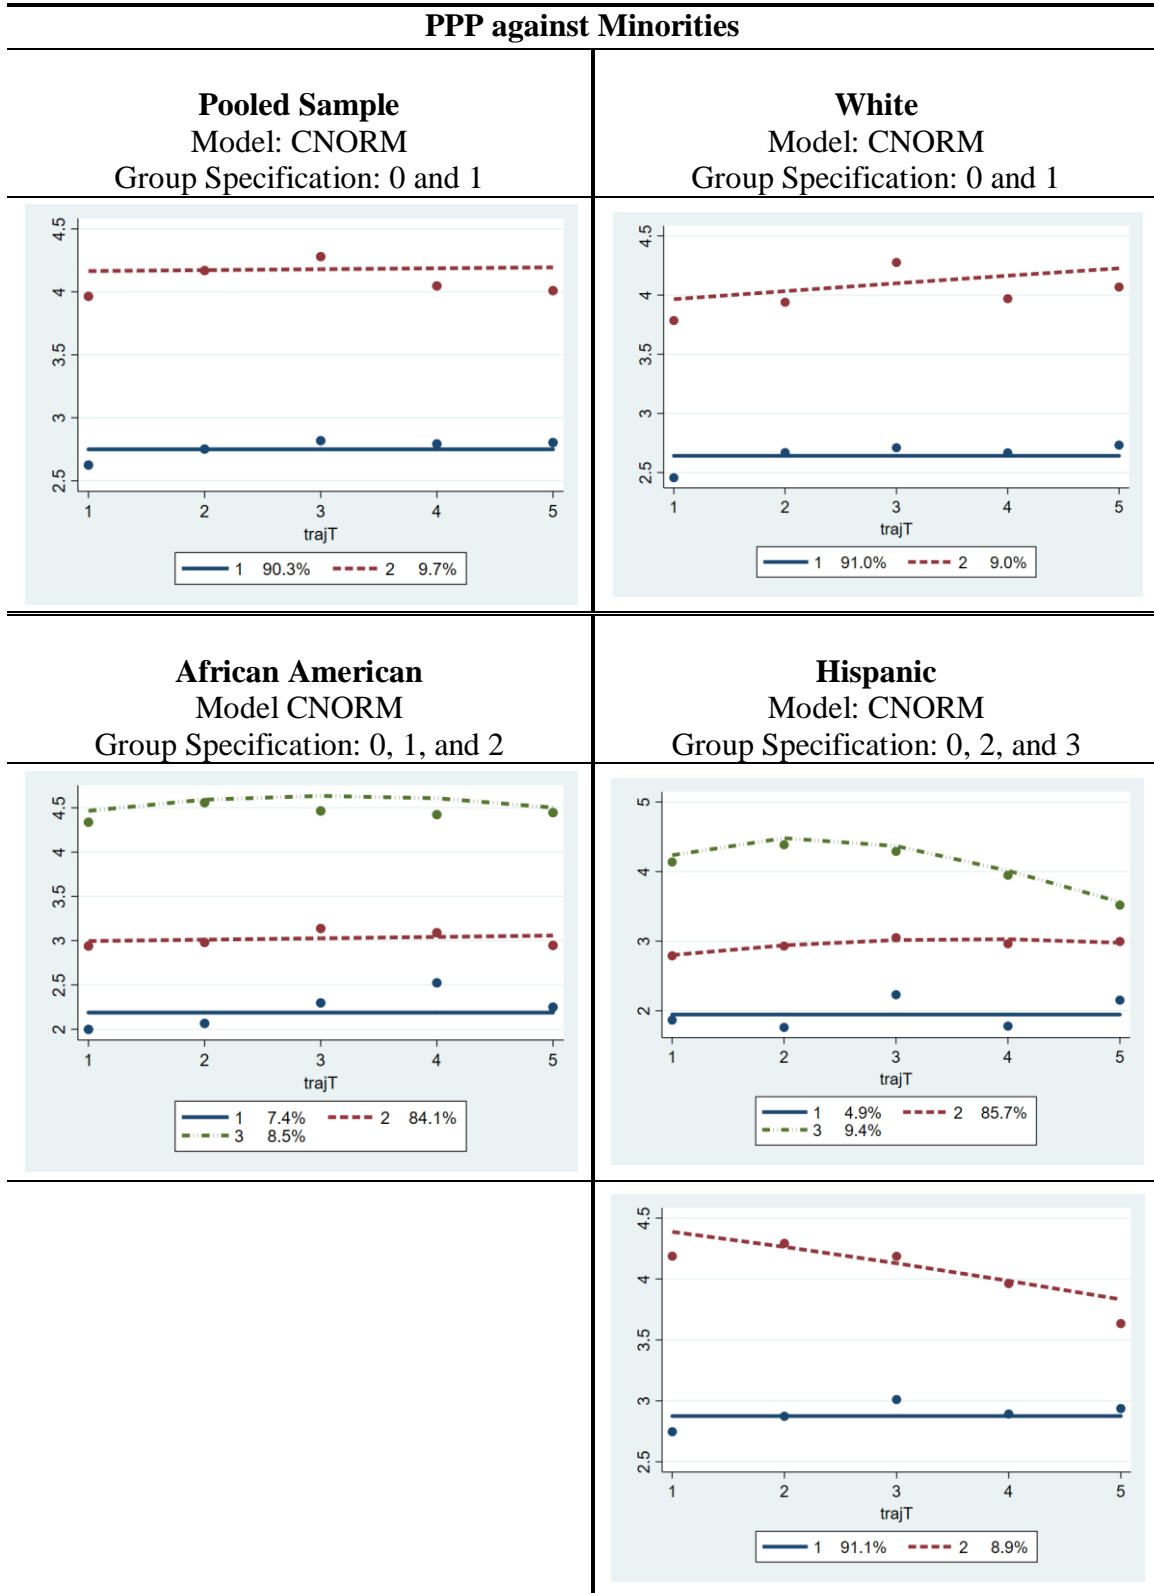 PPP against Minorities
Pooled Sample
Model: CNORM
Group Specification: 0 and 1
White
Model: CNORM
Group Specification: 0 and 1
4.5
4
3.5
3
2.5
1 2 3 4 5
trajT
1 90.3% 2 9.7%
4.5
4
3.5
3
2.5
1 2 3 4 5
trajT
1 91.0% 2 9.0%
African American
Model CNORM
Group Specification: 0, 1, and 2
Hispanic
Model: CNORM
Group Specification: 0, 2, and 3
4.5
4
3.5
3
2.5
2
1 2 3 4 5
trajT
1 7.4% 2 84.1%
3 8.5%
5
4
3
2
1 2 3 4 5
trajT
1 4.9% 2 85.7%
3 9.4%
4.5
4
3.5
3
2.5
1 2 3 4 5
trajT
1 91.1% 2 8.9%